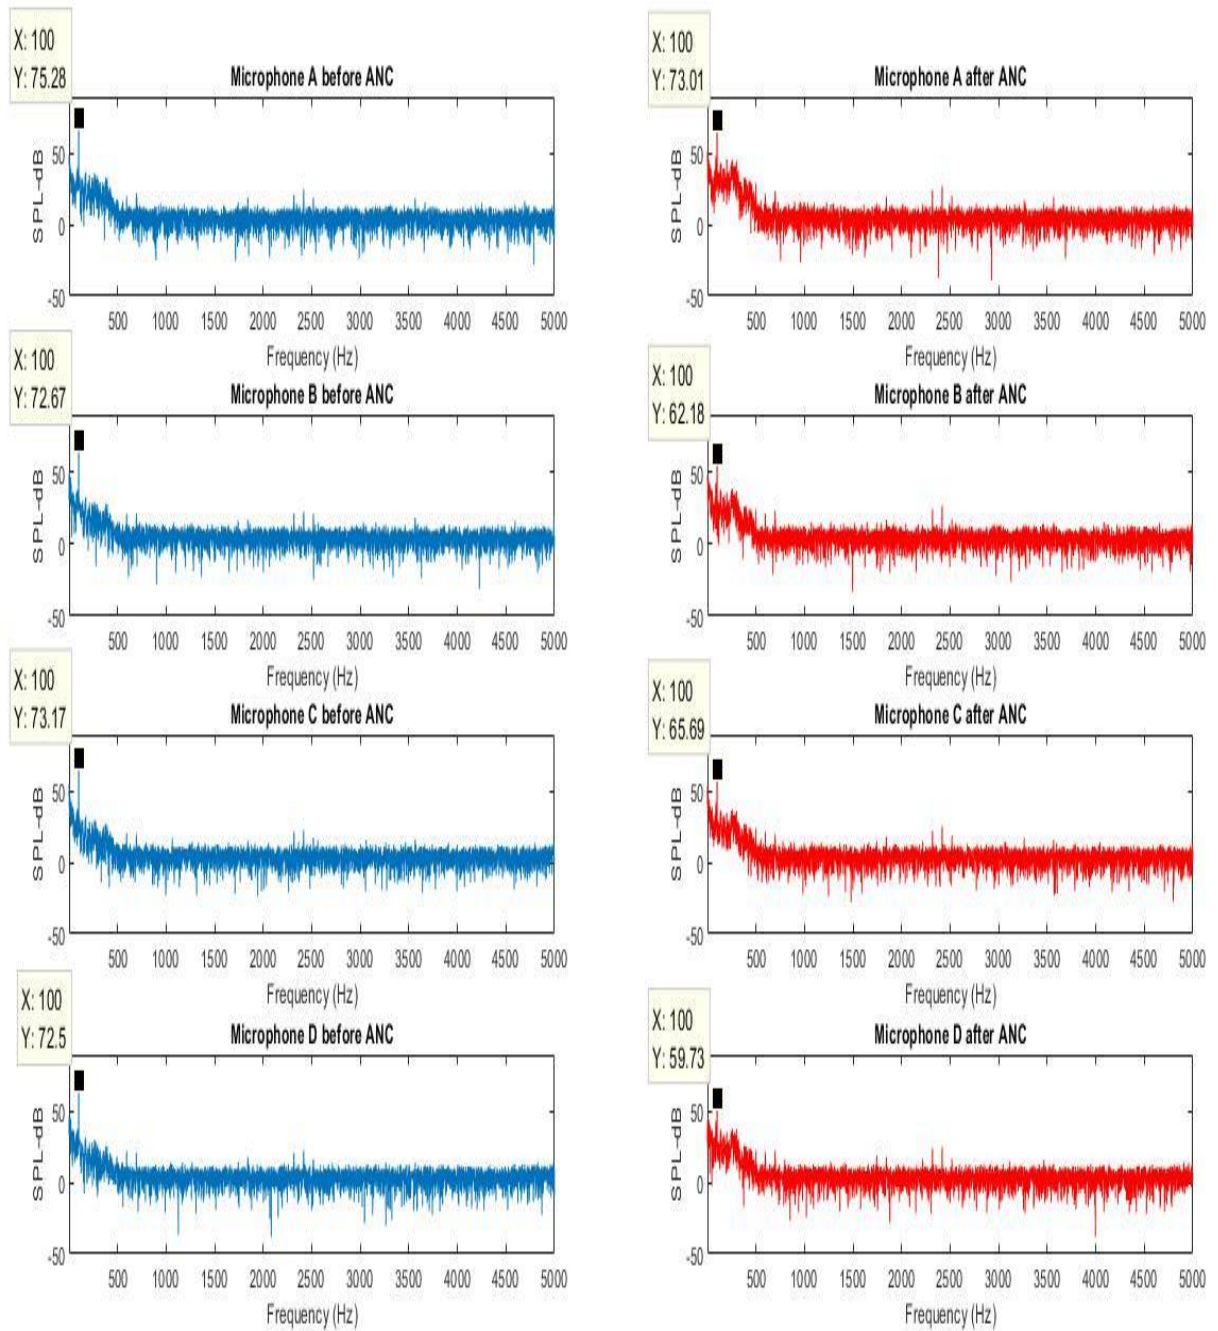 X: 100
Y: 75.28
Microphone A before ANC
SPL-dB
50
0
-50
500 1000 1500 2000 2500 3000 3500 4000 4500 5000
Frequency (Hz)
X: 100
Y: 73.01
Microphone A after ANC
SPL-dB
50
0
-50
500 1000 1500 2000 2500 3000 3500 4000 4500 5000
Frequency (Hz)
X: 100
Y: 72.67
Microphone B before ANC
SPL-dB
50
0
-50
500 1000 1500 2000 2500 3000 3500 4000 4500 5000
Frequency (Hz)
X: 100
Y: 62.18
Microphone B after ANC
SPL-dB
50
0
-50
500 1000 1500 2000 2500 3000 3500 4000 4500 5000
Frequency (Hz)
X: 100
Y: 73.17
Microphone C before ANC
SPL-dB
50
0
-50
500 1000 1500 2000 2500 3000 3500 4000 4500 5000
Frequency (Hz)
X: 100
Y: 65.69
Microphone C after ANC
SPL-dB
50
0
-50
500 1000 1500 2000 2500 3000 3500 4000 4500 5000
Frequency (Hz)
X: 100
Y: 72.5
Microphone D before ANC
SPL-dB
50
0
-50
500 1000 1500 2000 2500 3000 3500 4000 4500 5000
Frequency (Hz)
X: 100
Y: 59.73
Microphone D after ANC
SPL-dB
50
0
-50
500 1000 1500 2000 2500 3000 3500 4000 4500 5000
Frequency (Hz)